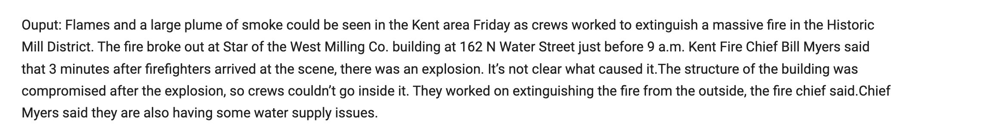 Ouput: Flames and a large plume of smoke could be seen in the Kent area Friday as crews worked to extinguish a massive fire in the Historic
Mill District. The fire broke out at Star of the West Milling Co. building at 162 N Water Street just before 9 a.m. Kent Fire Chief Bill Myers said
that 3 minutes after firefighters arrived at the scene, there was an explosion. It’s not clear what caused it.The structure of the building was
compromised after the explosion, so crews couldn’t go inside it. They worked on extinguishing the fire from the outside, the fire chief said.Chief
Myers said they are also having some water supply issues.